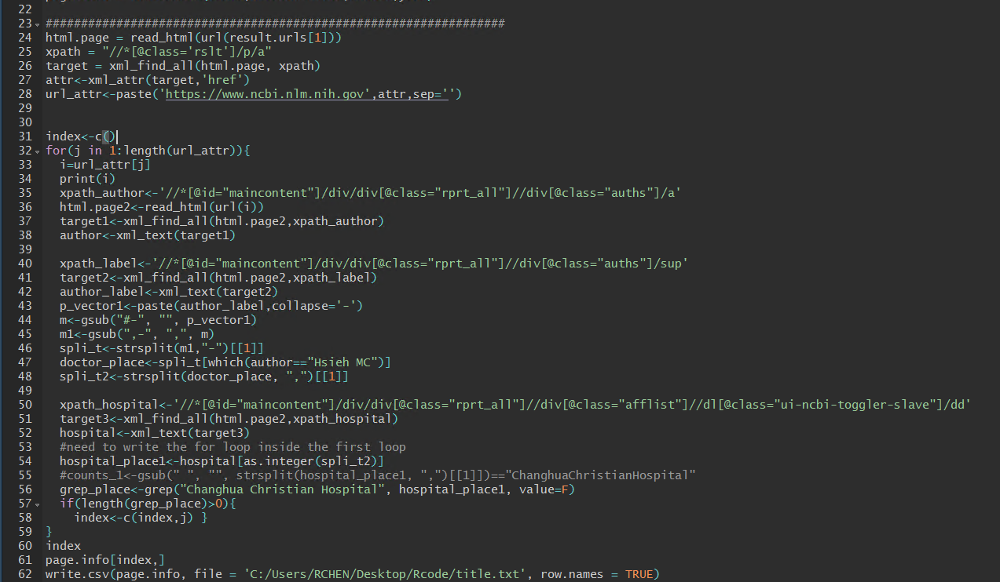 22
23 #################################################################
24 html.page = read_html(url(result.urls[1]))
25 xpath = "//*[@class='rslt']/p/a"
26 target = xml_find_all(html.page, xpath)
27 attr<-xml_attr(target,'href')
28 url_attr<-paste('https://www.ncbi.nlm.nih.gov',attr,sep='')
29
30
31 index<-c()
32 for(j in 1:length(url_attr)){
33   i=url_attr[j]
34   print(i)
35   xpath_author<-'//*[@id="maincontent"]/div/div[@class="rprt_all"]//div[@class="auths"]/a'
36   html.page2<-read_html(url(i))
37   target1<-xml_find_all(html.page2,xpath_author)
38   author<-xml_text(target1)
39
40   xpath_label<-'//*[@id="maincontent"]/div/div[@class="rprt_all"]//div[@class="auths"]/sup'
41   target2<-xml_find_all(html.page2,xpath_label)
42   author_label<-xml_text(target2)
43   p_vector1<-paste(author_label,collapse='-')
44   m<-gsub("#-", "", p_vector1)
45   m1<-gsub(",-", ",", m)
46   spli_t<-strsplit(m1,"-")[[1]]
47   doctor_place<-spli_t[which(author=="Hsieh MC")]
48   spli_t2<-strsplit(doctor_place, ",")[[1]]
49
50   xpath_hospital<-'//*[@id="maincontent"]/div/div[@class="rprt_all"]//div[@class="afflist"]//dl[@class="ui-ncbi-toggler-slave"]/dd'
51   target3<-xml_find_all(html.page2,xpath_hospital)
52   hospital<-xml_text(target3)
53   #need to write the for loop inside the first loop
54   hospital_place1<-hospital[as.integer(spli_t2)]
55   #counts_1<-gsub(" ", "", strsplit(hospital_place1, ",")[[1]])=="ChanghuaChristianHospital"
56   grep_place<-grep("Changhua Christian Hospital", hospital_place1, value=F)
57   if(length(grep_place)>0){
58     index<-c(index,j) }
59 }
60 index
61 page.info[index,]
62 write.csv(page.info, file = 'C:/Users/RCHEN/Desktop/Rcode/title.txt', row.names = TRUE)